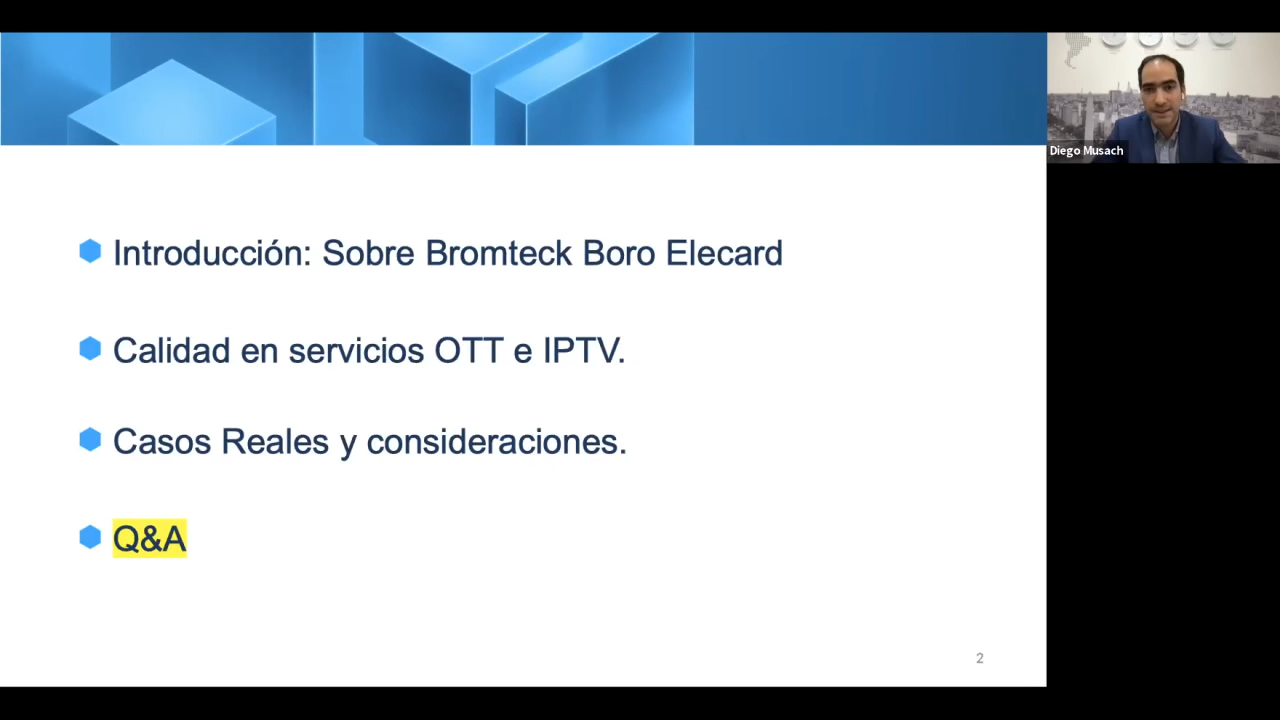 Introducción: Sobre Bromteck Boro Elecard
Calidad en servicios OTT e IPTV.
Casos Reales y consideraciones.
Q&A
2
Diego Musach